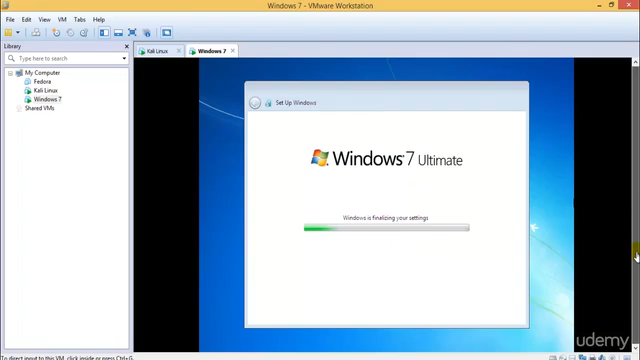 Windows 7 - VMware Workstation
File Edit View VM Tabs Help
Library
Type here to search
My Computer
Fedora
Kali Linux
Windows 7
Shared VMs
Kali Linux
Windows 7
Set Up Windows
Windows 7 Ultimate
Windows is finalizing your settings
udemy
To direct input to this VM, click inside or press Ctrl+G.